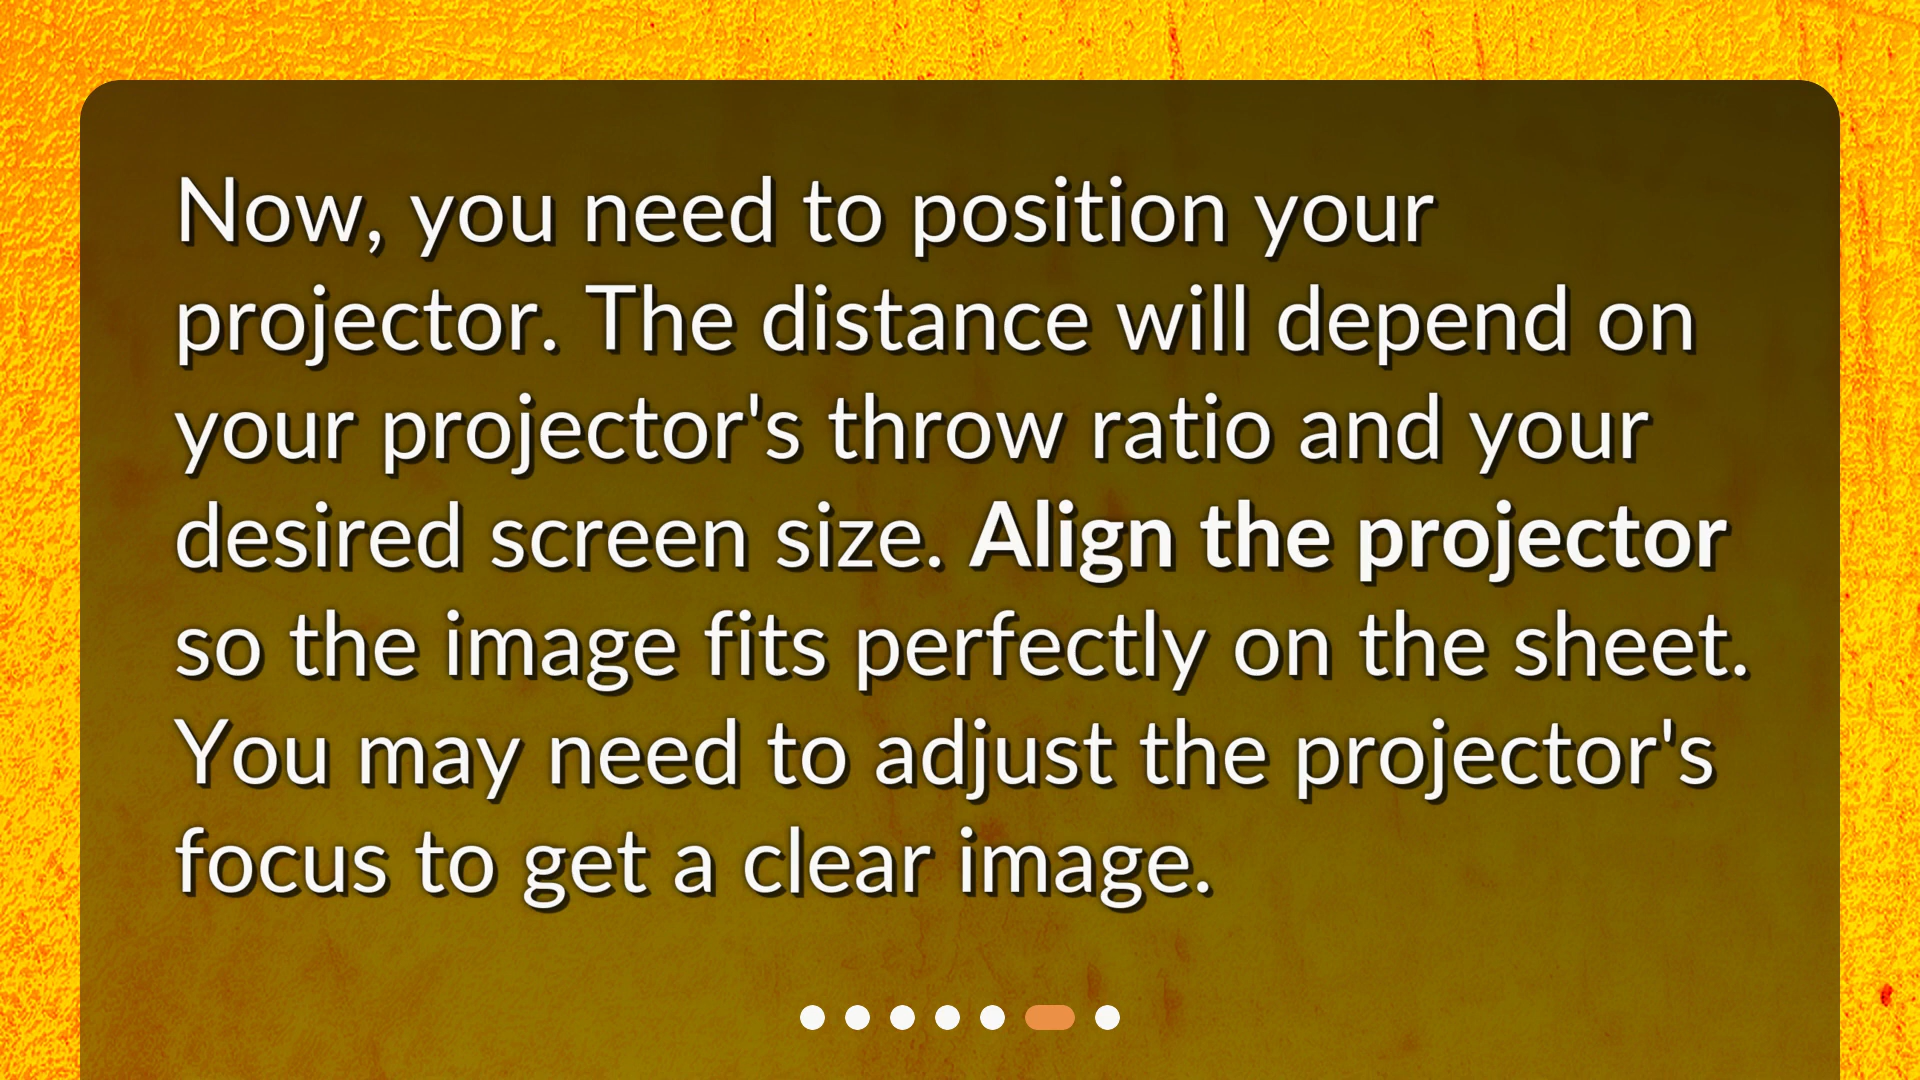 Now, you need to position your
projector. The distance will depend on
your projector's throw ratio and your
desired screen size. Align the projector
so the image fits perfectly on the sheet.
You may need to adjust the projector's
focus to get a clear image.